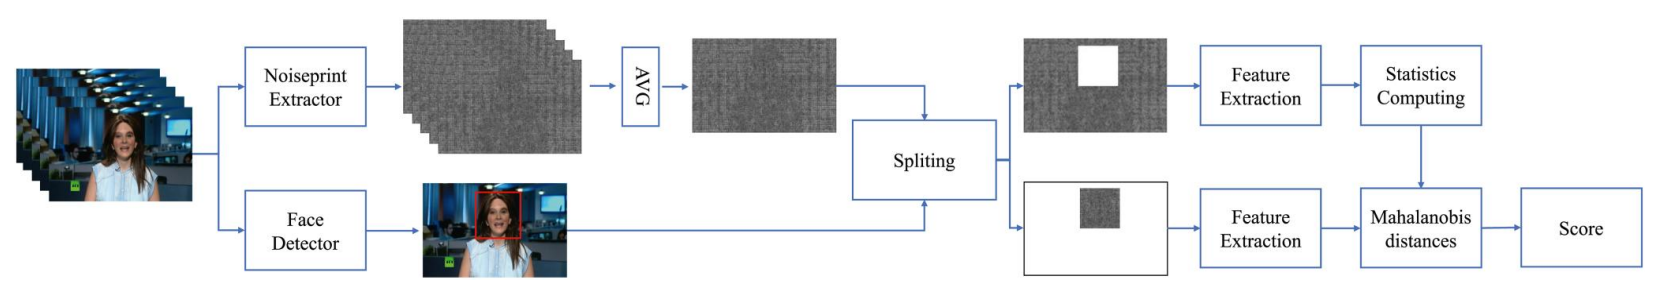 Noiseprint
Extractor
AVG
Face
Detector
Spliting
Feature
Extraction
Statistics
Computing
Feature
Extraction
Mahalanobis
distances
Score